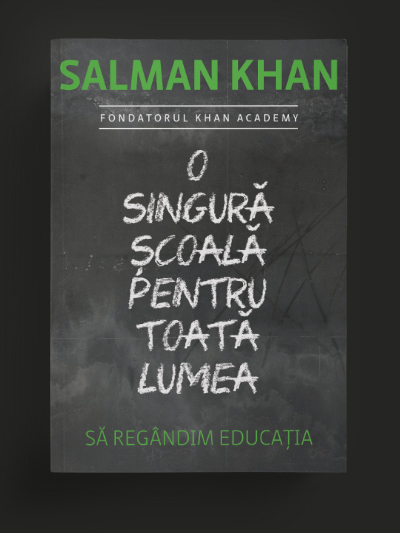 SALMAN KHAN
FONDATORUL KHAN ACADEMY
O
SINGURĂ
ȘCOALĂ
PENTRU
TOATĂ
LUMEA
SĂ REGÂNDIM EDUCAȚIA